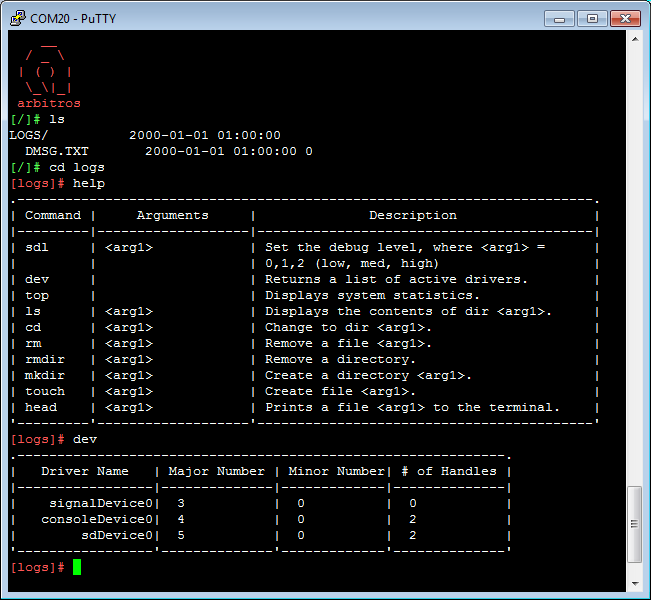 COM20 - PuTTY
arbitros
[/]# ls
LOGS/          2000-01-01 01:00:00
  DMSG.TXT       2000-01-01 01:00:00 0
[/]# cd logs
[logs]# help
| Command |     Arguments     |              Description                 |
| sdl     | <arg1>            | Set the debug level, where <arg1> =      |
|         |                   | 0,1,2 (low, med, high)                   |
| dev     |                   | Returns a list of active drivers.        |
| top     |                   | Displays system statistics.              |
| ls      | <arg1>            | Displays the contents of dir <arg1>.     |
| cd      | <arg1>            | Change to dir <arg1>.                    |
| rm      | <arg1>            | Remove a file <arg1>.                    |
| rmdir   | <arg1>            | Remove a directory.                      |
| mkdir   | <arg1>            | Create a directory <arg1>.               |
| touch   | <arg1>            | Create file <arg1>.                      |
| head    | <arg1>            | Prints a file <arg1> to the terminal.    |
[logs]# dev
|   Driver Name   | Major Number | Minor Number| # of Handles |
|    signalDevice0|  3           |  0          |  0           |
|   consoleDevice0|  4           |  0          |  2           |
|        sdDevice0|  5           |  0          |  2           |
[logs]#